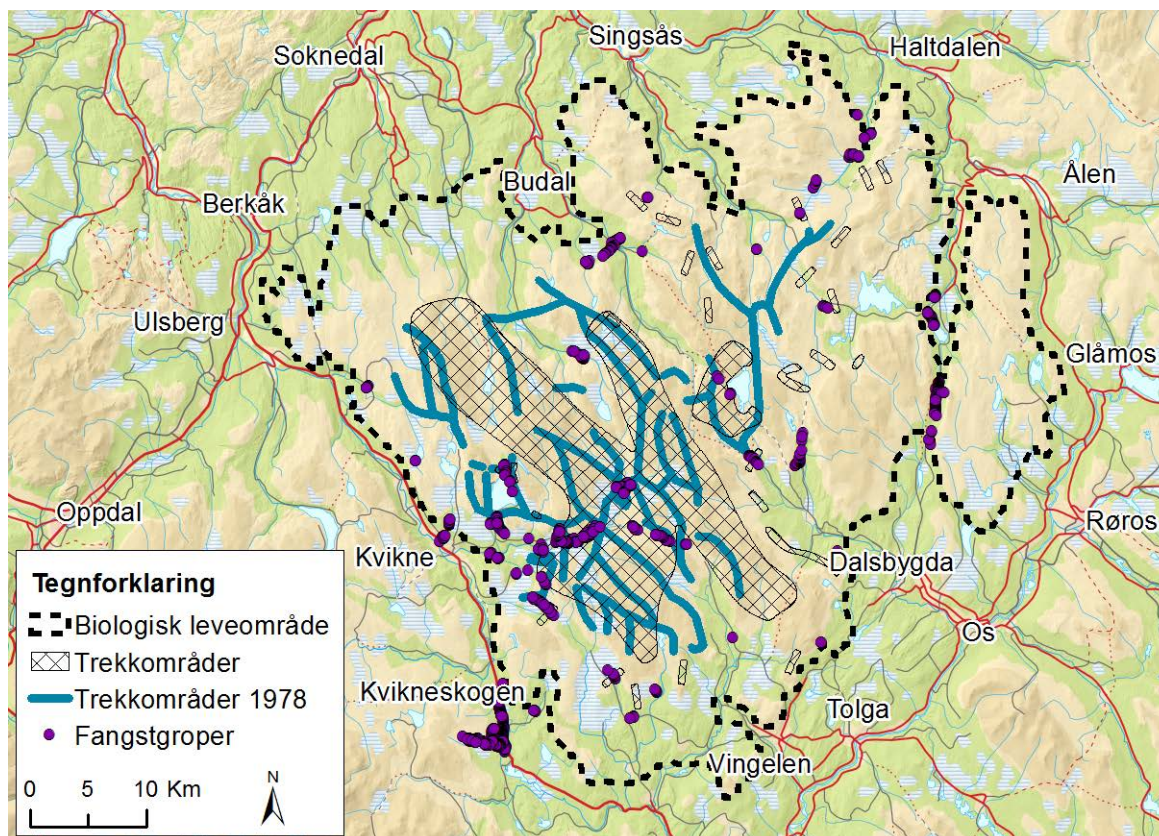 Singsås
Haltdalen
Soknedal
Budal
Ålen
Berkåk
Ulsberg
Glåmos
Oppdal
Røros
Kvikne
Dalsbygda
Os
Kvikneskogen
Tolga
Vingelen
Tegnforklaring
Biologisk leveområde
Trekkområder
Trekkområder 1978
Fangstgroper
0 5 10 Km
N